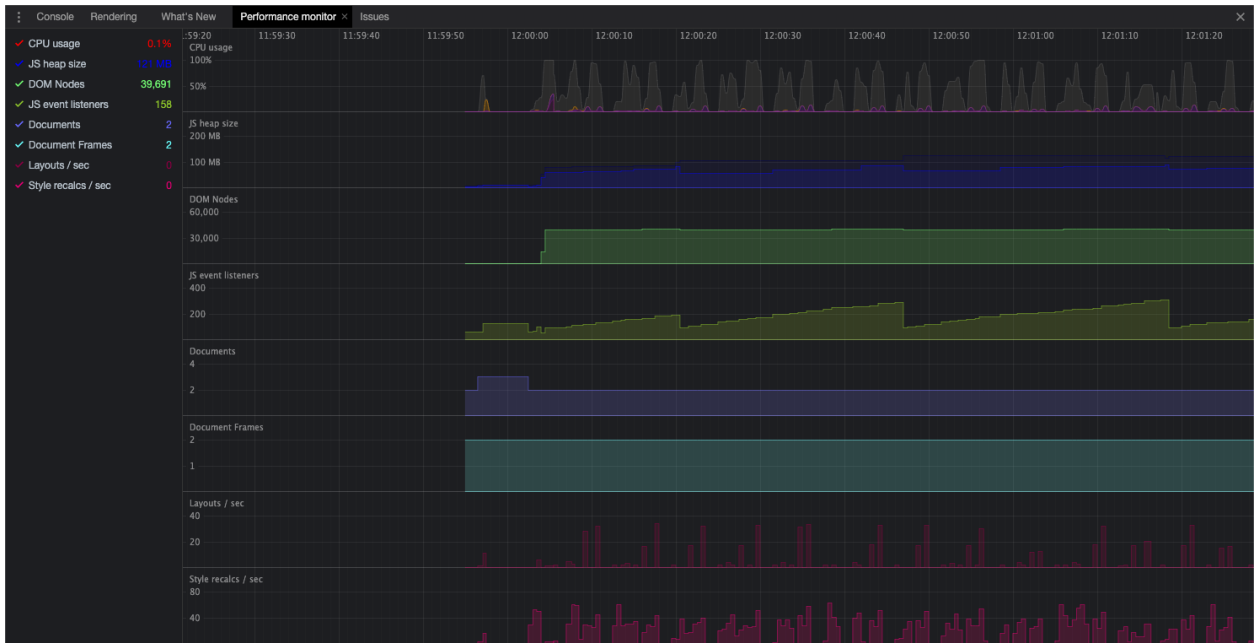 Console Rendering What's New Performance monitor × Issues
CPU usage 0.1%
JS heap size
DOM Nodes 39,691
JS event listeners 158
Documents 2
Document Frames 2
Layouts / sec 0
Style recalcs / sec 0
:59:20 11:59:30 11:59:40 11:59:50 12:00:00 12:00:10 12:00:20 12:00:30 12:00:40 12:00:50 12:01:00 12:01:10 12:01:20
CPU usage
100%
50%
JS heap size
200 MB
100 MB
DOM Nodes
60,000
30,000
JS event listeners
400
200
Documents
4
2
Document Frames
2
1
Layouts / sec
40
20
Style recalcs / sec
80
40